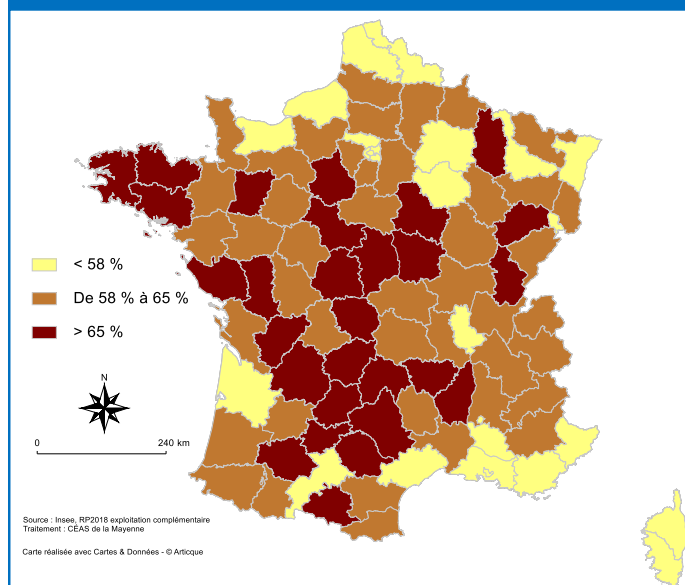 < 58 %
De 58 % à 65 %
> 65 %
N
0 240 km
Source : Insee, RP2018 exploitation complémentaire
Traitement : CÉAS de la Mayenne
Carte réalisée avec Cartes & Données - © Articque